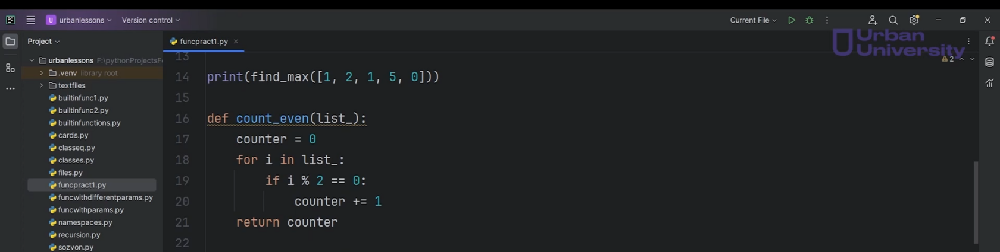 PC
U urbanlessons Version control
Current File
Urban
University
Project
funcpract1.py
urbanlessons F:\pythonProjectsF
.venv library root
textfiles
builtinfunc1.py
builtinfunc2.py
builtinfunctions.py
cards.py
classeq.py
classes.py
files.py
funcpract1.py
funcwithdifferentparams.py
funcwithparams.py
namespaces.py
recursion.py
sozvon.py
2
13
14 print(find_max([1, 2, 1, 5, 0]))
15
16 def count_even(list_):
17 counter = 0
18 for i in list_:
19 if i % 2 == 0:
20 counter += 1
21 return counter
22